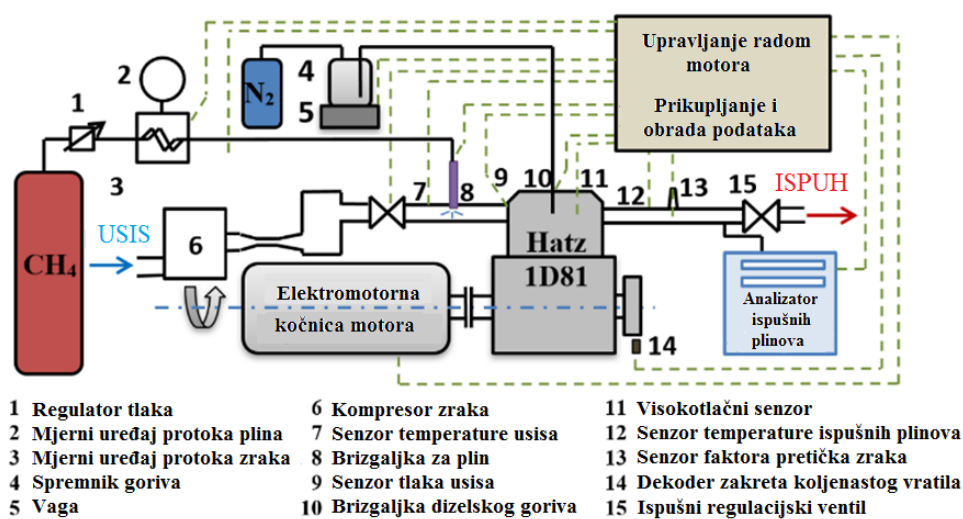 Upravljanje radom
motora
Prikupljanje i
obrada podataka
2
4
N₂
1
5
3
7
8
9
10
11
12
13
15
ISPUH
USIS
6
CH₄
Hatz
1D81
Elektromotorna
kočnica motora
14
Analizator
ispušnih
plinova
1 Regulator tlaka
2 Mjerni uređaj protoka plina
3 Mjerni uređaj protoka zraka
4 Spremnik goriva
5 Vaga
6 Kompresor zraka
7 Senzor temperature usisa
8 Brizgaljka za plin
9 Senzor tlaka usisa
10 Brizgaljka dizelskog goriva
11 Visokotlačni senzor
12 Senzor temperature ispušnih plinova
13 Senzor faktora pretička zraka
14 Dekoder zakreta koljenastog vratila
15 Ispušni regulacijski ventil